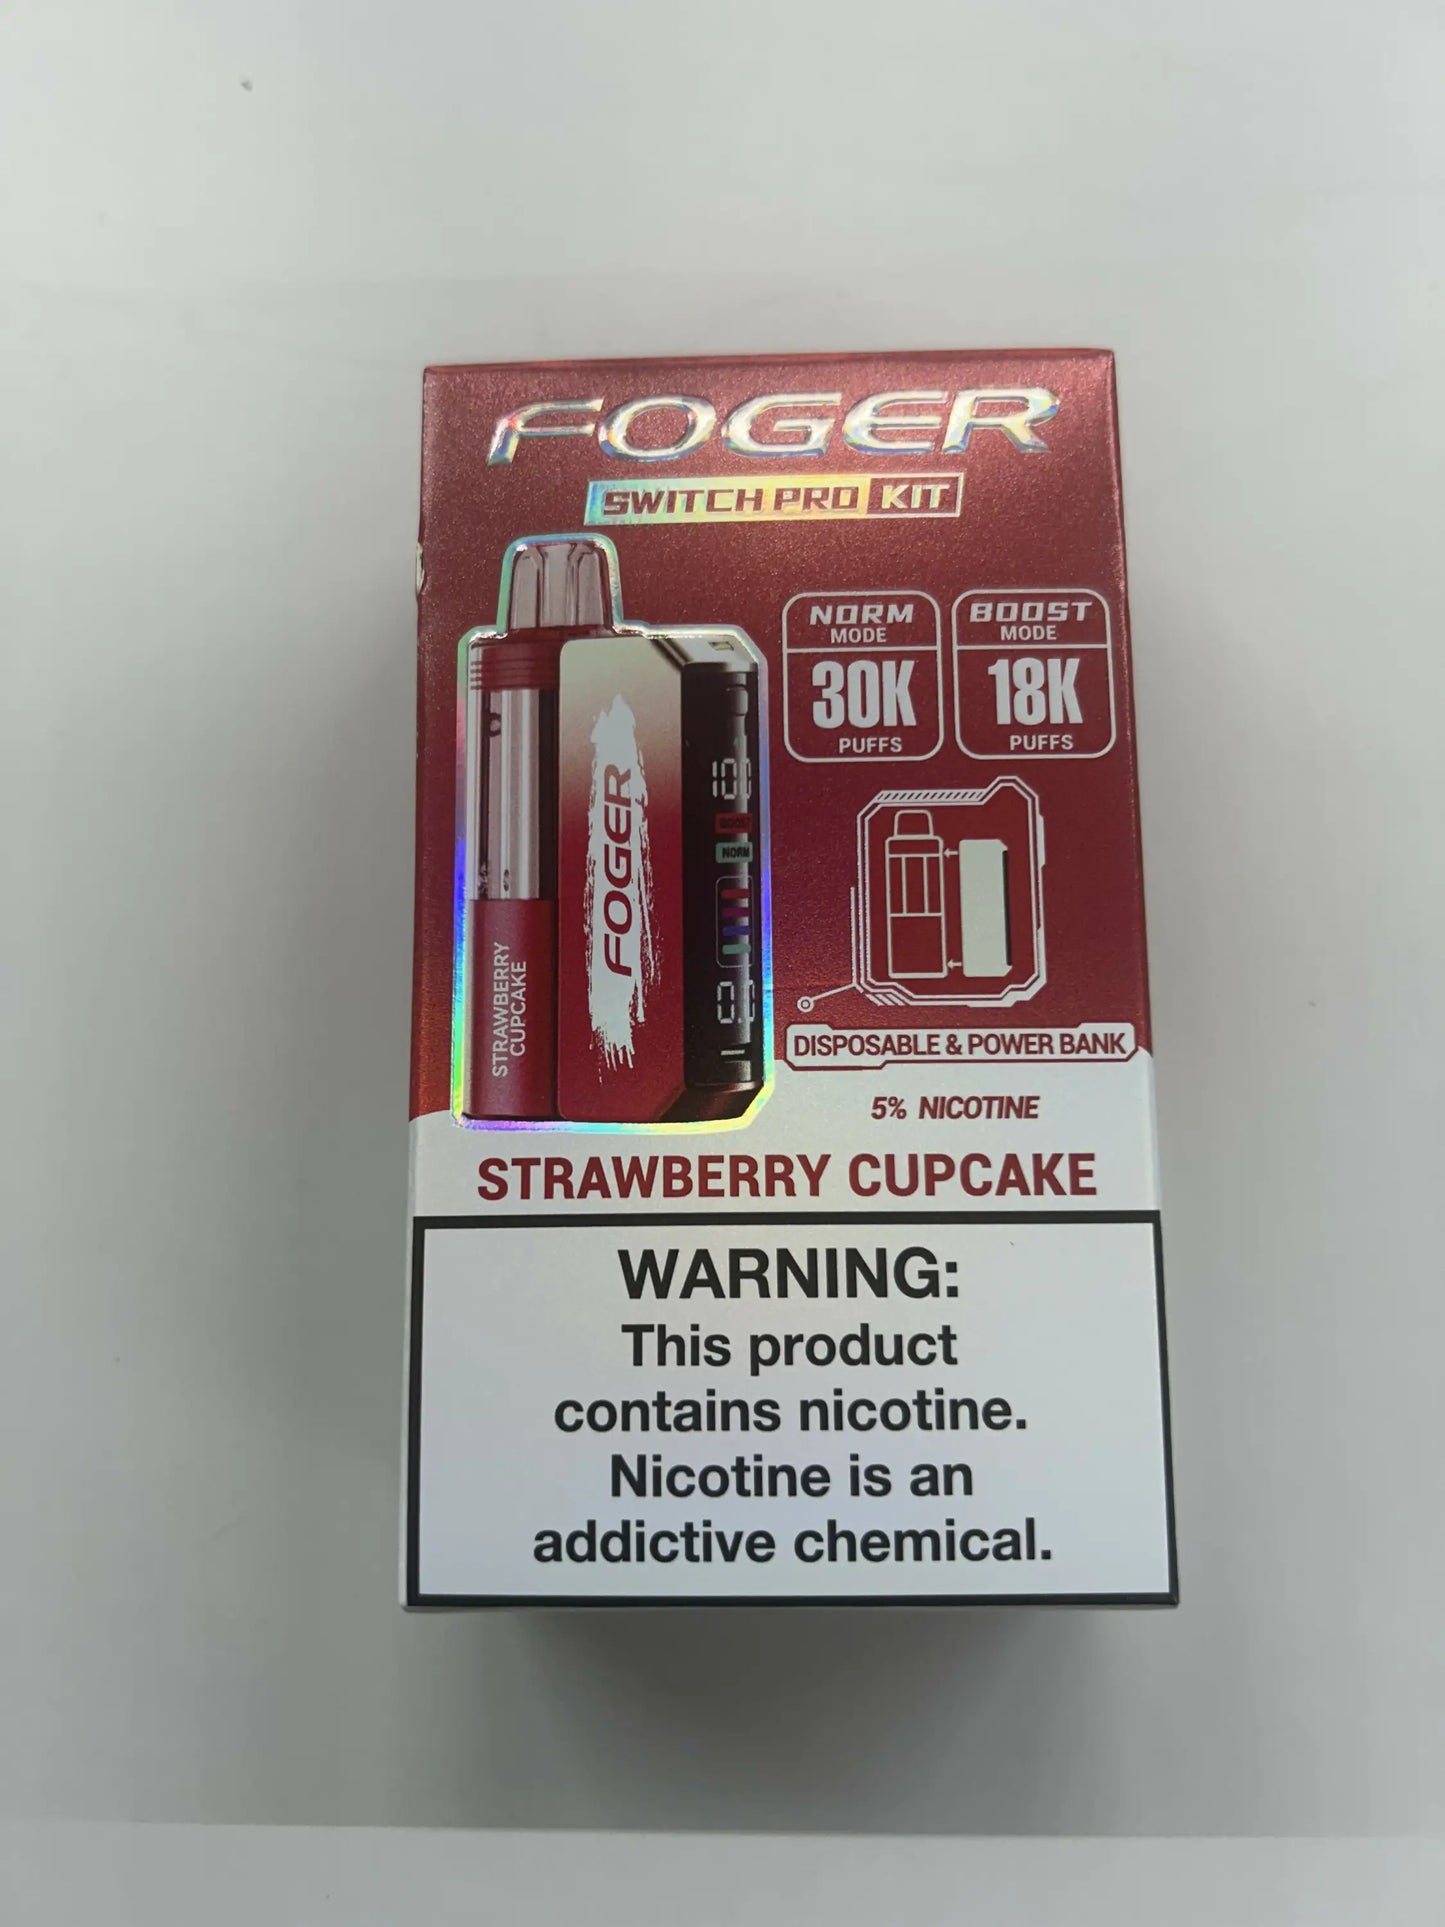 FOGER
SWITCH PRO KIT
NORM
MODE
30K
PUFFS
BOOST
MODE
18K
PUFFS
FOGER
STRAWBERRY
CUPCAKE
BOOST
NORM
DISPOSABLE & POWER BANK
5% NICOTINE
STRAWBERRY CUPCAKE
WARNING:
This product
contains nicotine.
Nicotine is an
addictive chemical.